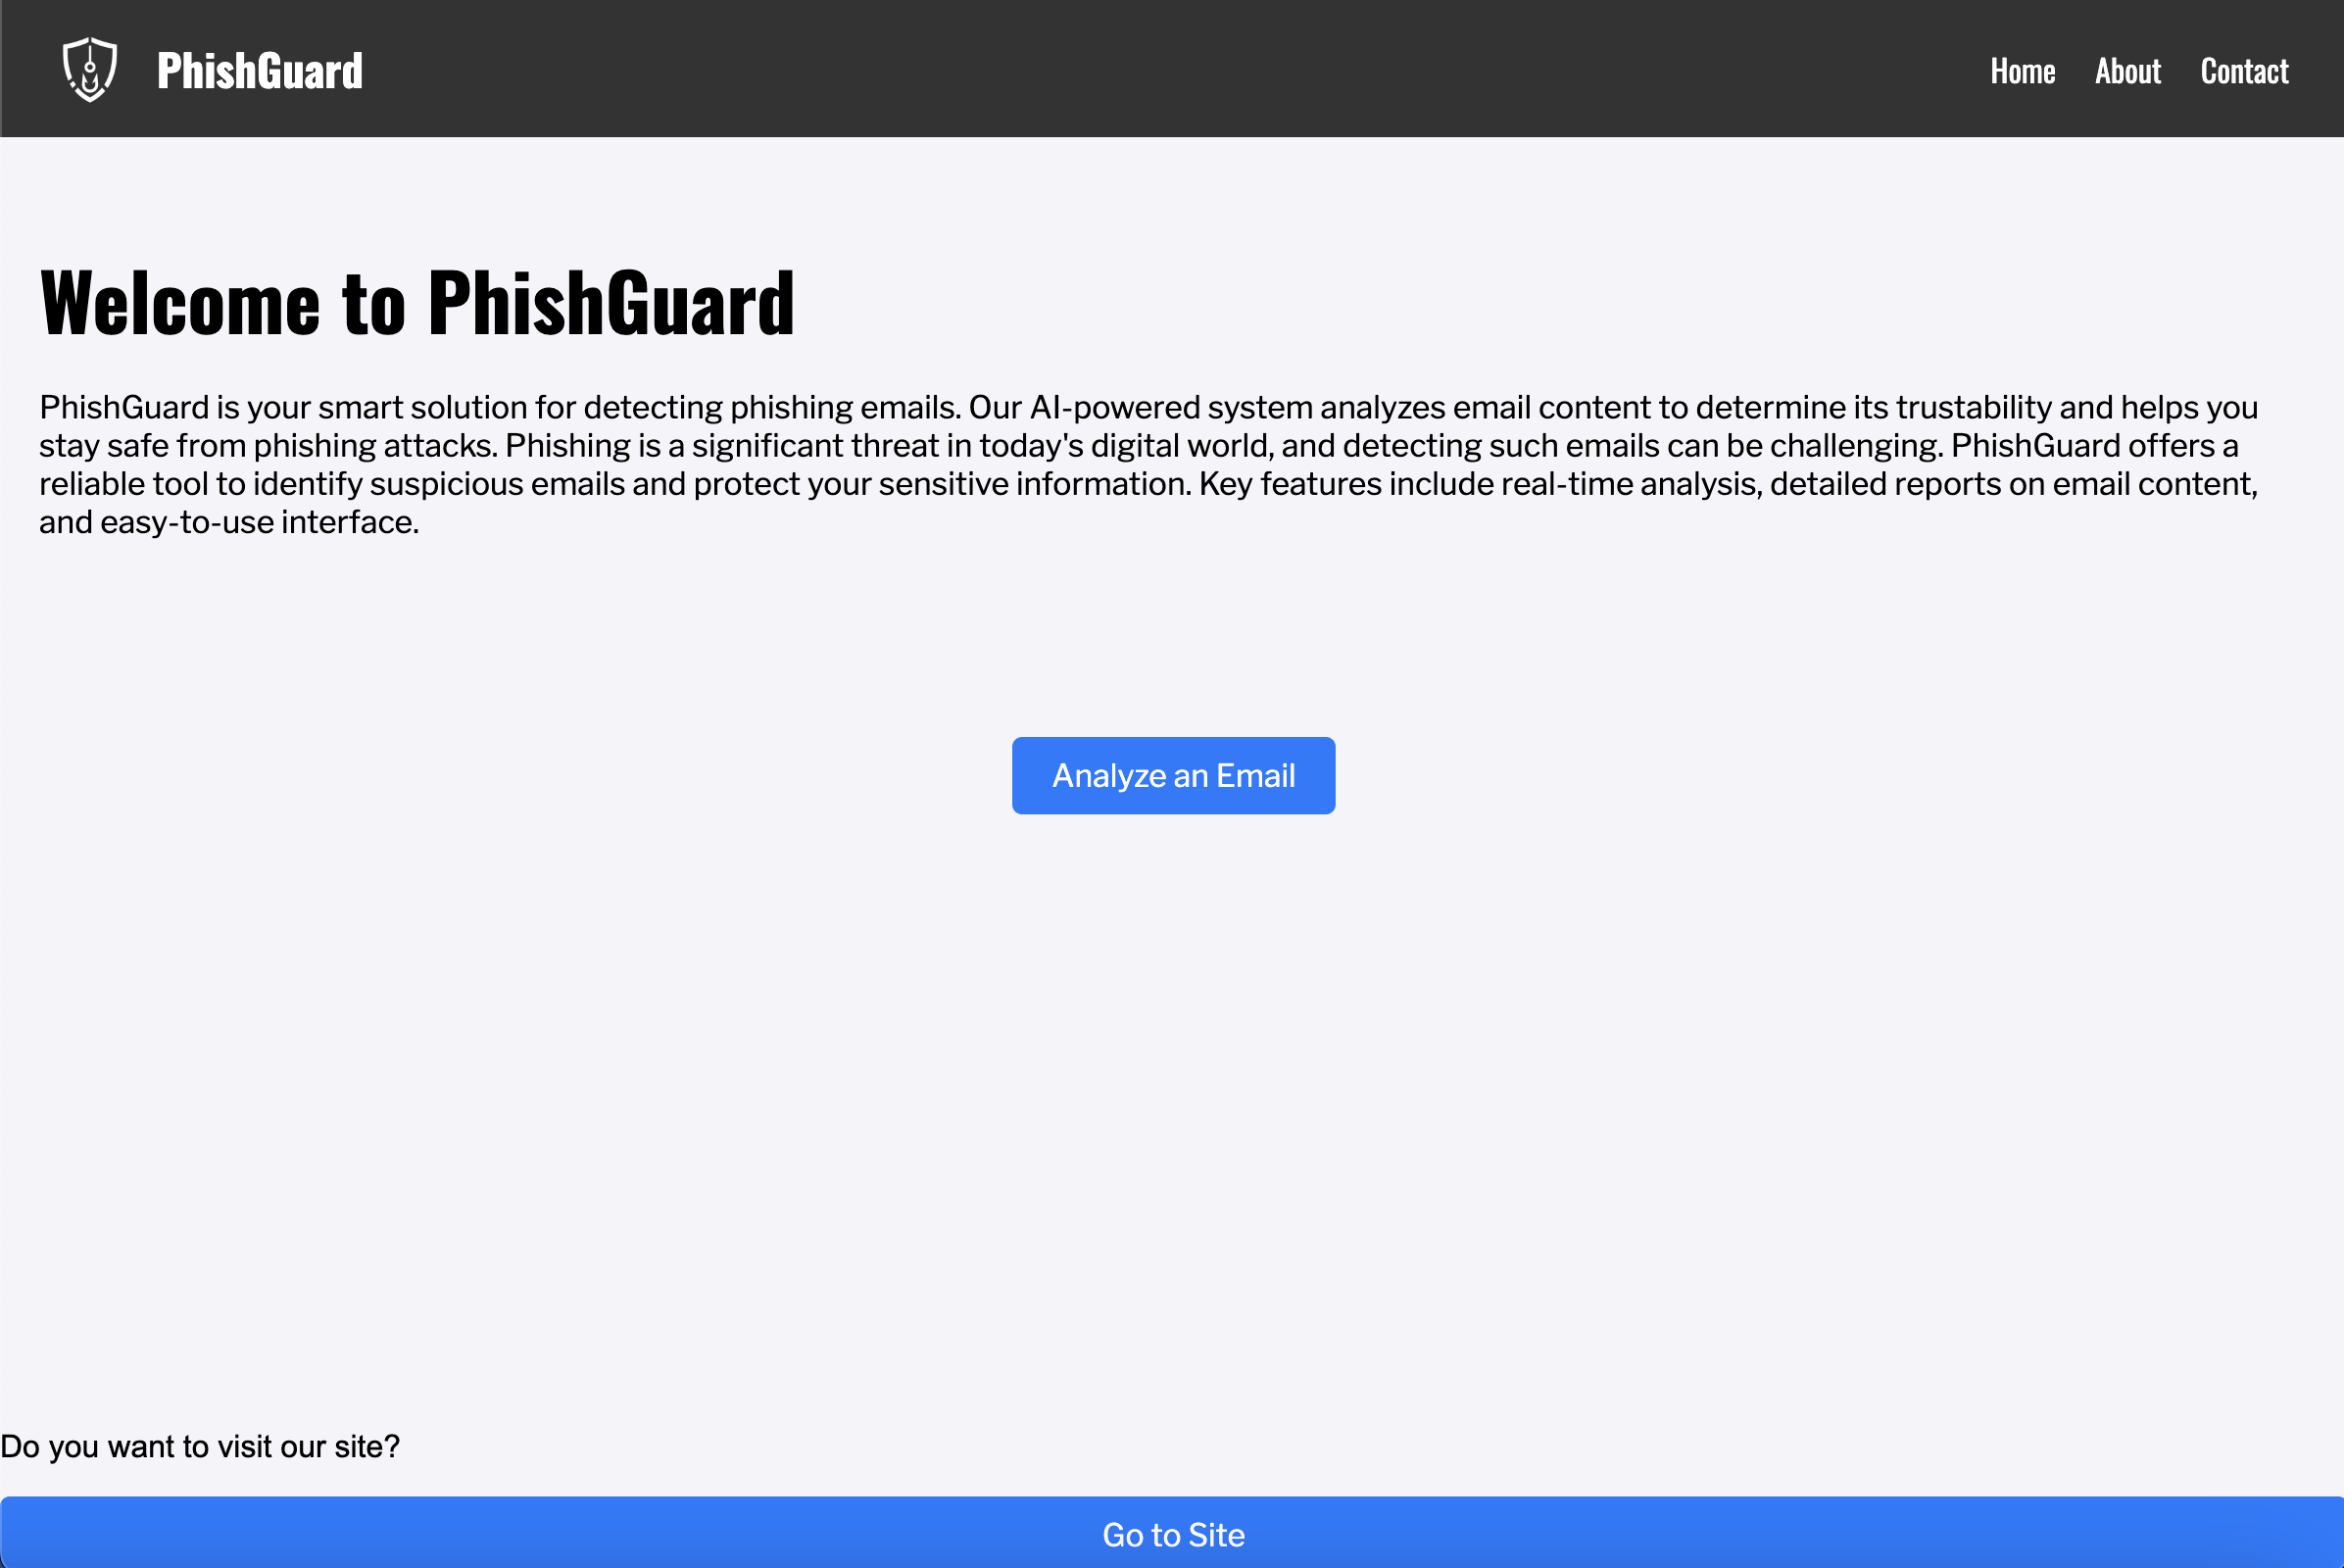 PhishGuard
Home About Contact
Welcome to PhishGuard
PhishGuard is your smart solution for detecting phishing emails. Our AI-powered system analyzes email content to determine its trustability and helps you
stay safe from phishing attacks. Phishing is a significant threat in today's digital world, and detecting such emails can be challenging. PhishGuard offers a
reliable tool to identify suspicious emails and protect your sensitive information. Key features include real-time analysis, detailed reports on email content,
and easy-to-use interface.
Analyze an Email
Do you want to visit our site?
Go to Site